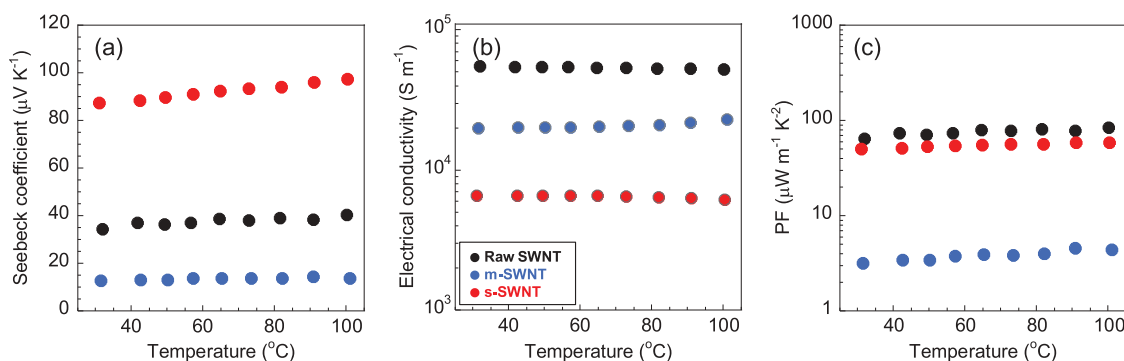 (a)
Seebeck coefficient (μV K⁻¹)
120
100
80
60
40
20
0
40
60
80
100
Temperature (°C)
(b)
Electrical conductivity (S m⁻¹)
10⁵
10⁴
10³
Raw SWNT
m-SWNT
s-SWNT
40
60
80
100
Temperature (°C)
(c)
PF (μW m⁻¹ K⁻²)
1000
100
10
1
40
60
80
100
Temperature (°C)